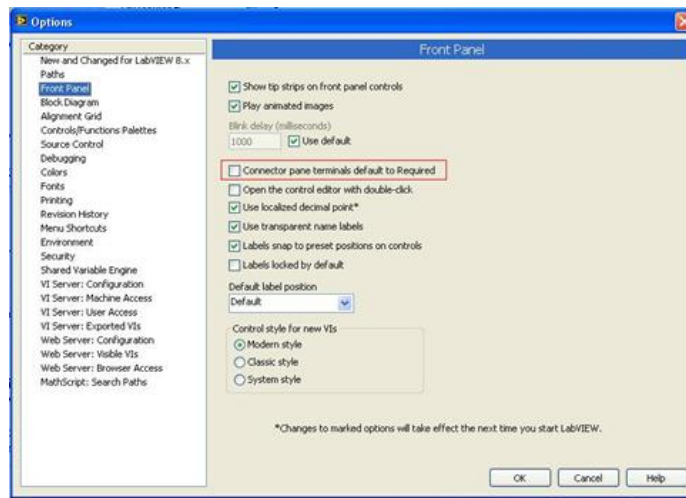 Options
Category
New and Changed for LabVIEW 8.x
Paths
Front Panel
Block Diagram
Alignment Grid
Controls/Functions Palettes
Source Control
Debugging
Colors
Fonts
Printing
Revision History
Menu Shortcuts
Environment
Security
Shared Variable Engine
VI Server: Configuration
VI Server: Machine Access
VI Server: User Access
VI Server: Exported VIs
Web Server: Configuration
Web Server: Visible VIs
Web Server: Browser Access
MathScript: Search Paths
Front Panel
Show tip strips on front panel controls
Play animated images
Blink delay (milliseconds)
1000 Use default
Connector pane terminals default to Required
Open the control editor with double-click
Use localized decimal point*
Use transparent name labels
Labels snap to preset positions on controls
Labels locked by default
Default label position
Default
Control style for new VIs
Modern style
Classic style
System style
*Changes to marked options will take effect the next time you start LabVIEW.
OK Cancel Help